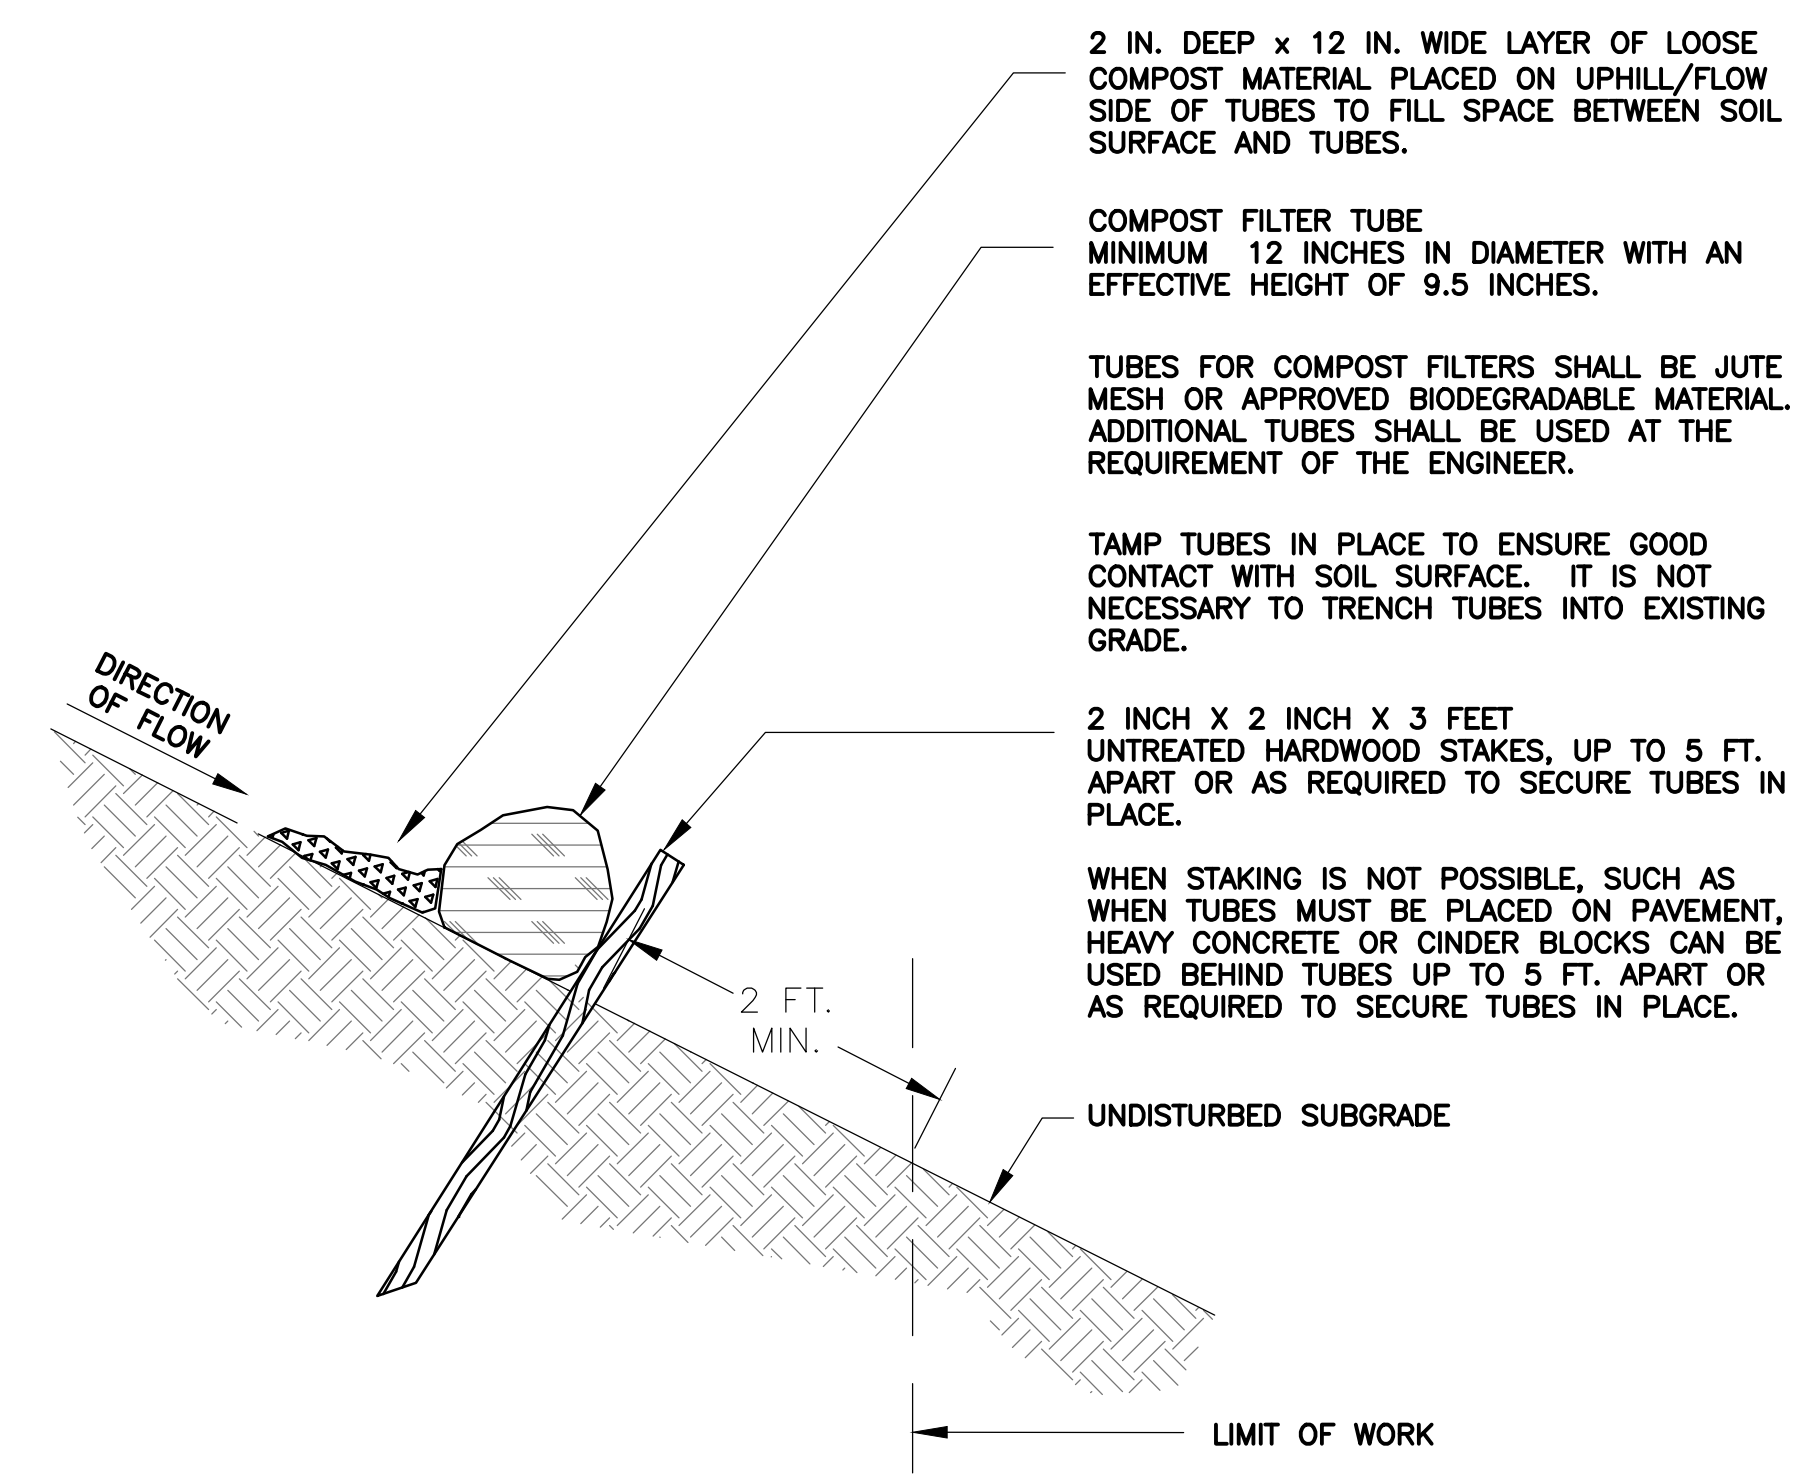 2 IN. DEEP x 12 IN. WIDE LAYER OF LOOSE
COMPOST MATERIAL PLACED ON UPHILL/FLOW
SIDE OF TUBES TO FILL SPACE BETWEEN SOIL
SURFACE AND TUBES.
COMPOST FILTER TUBE
MINIMUM 12 INCHES IN DIAMETER WITH AN
EFFECTIVE HEIGHT OF 9.5 INCHES.
TUBES FOR COMPOST FILTERS SHALL BE JUTE
MESH OR APPROVED BIODEGRADABLE MATERIAL.
ADDITIONAL TUBES SHALL BE USED AT THE
REQUIREMENT OF THE ENGINEER.
TAMP TUBES IN PLACE TO ENSURE GOOD
CONTACT WITH SOIL SURFACE. IT IS NOT
NECESSARY TO TRENCH TUBES INTO EXISTING
GRADE.
DIRECTION
OF FLOW
2 INCH X 2 INCH X 3 FEET
UNTREATED HARDWOOD STAKES, UP TO 5 FT.
APART OR AS REQUIRED TO SECURE TUBES IN
PLACE.
WHEN STAKING IS NOT POSSIBLE, SUCH AS
WHEN TUBES MUST BE PLACED ON PAVEMENT,
HEAVY CONCRETE OR CINDER BLOCKS CAN BE
USED BEHIND TUBES UP TO 5 FT. APART OR
AS REQUIRED TO SECURE TUBES IN PLACE.
2 FT.
MIN.
UNDISTURBED SUBGRADE
LIMIT OF WORK